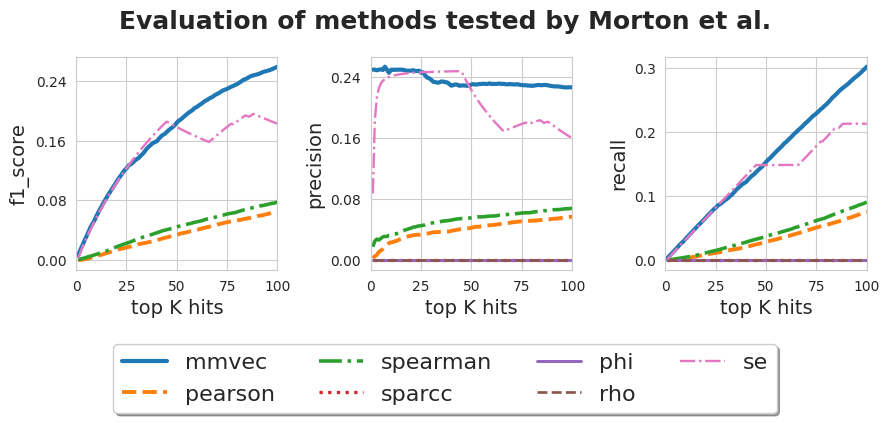 Evaluation of methods tested by Morton et al.
f1_score
0.24
0.16
0.08
0.00
0 25 50 75 100
top K hits
precision
0.24
0.16
0.08
0.00
0 25 50 75 100
top K hits
recall
0.3
0.2
0.1
0.0
0 25 50 75 100
top K hits
mmvec spearman phi se
pearson sparcc rho